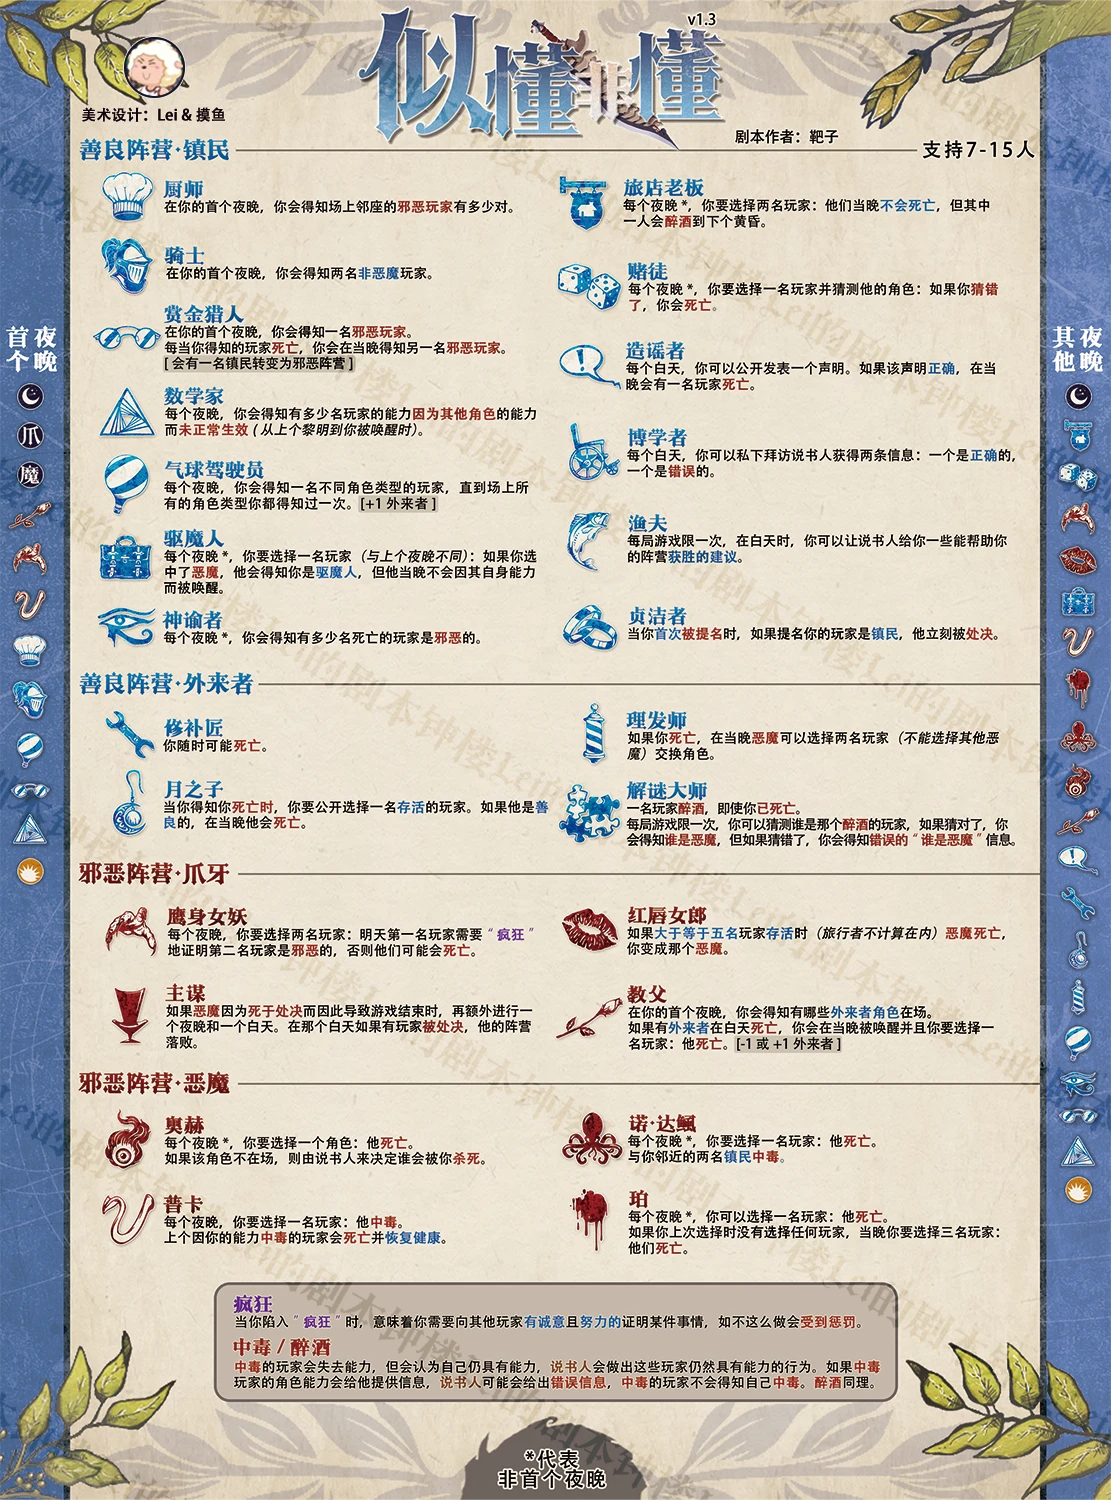 似懂非懂
v1.3
美术设计：Lei & 摸鱼
剧本作者：靶子
善良阵营·镇民
支持7-15人
厨师
在你的首个夜晚，你会得知场上邻座的邪恶玩家有多少对。
骑士
在你的首个夜晚，你会得知两名非恶魔玩家。
赏金猎人
在你的首个夜晚，你会得知一名邪恶玩家。
每当你得知的玩家死亡，你会在当晚得知另一名邪恶玩家。
[ 会有一名镇民转变为邪恶阵营 ]
数学家
每个夜晚，你会得知有多少名玩家的能力因为其他角色的能力
而未正常生效 ( 从上个黎明到你被唤醒时 )。
气球驾驶员
每个夜晚，你会得知一名不同角色类型的玩家，直到场上所
有的角色类型你都得知过一次。[+1 外来者 ]
驱魔人
每个夜晚 *，你要选择一名玩家（与上个夜晚不同）：如果你选
中了恶魔，他会得知你是驱魔人，但他当晚不会因其自身能力
而被唤醒。
神谕者
每个夜晚 *，你会得知有多少名死亡的玩家是邪恶的。
旅店老板
每个夜晚 *，你要选择两名玩家：他们当晚不会死亡，但其中
一人会醉酒到下个黄昏。
赌徒
每个夜晚 *，你要选择一名玩家并猜测他的角色：如果你猜错
了，你会死亡。
造谣者
每个白天，你可以公开发表一个声明。如果该声明正确，在当
晚会有一名玩家死亡。
博学者
每个白天，你可以私下拜访说书人获得两条信息：一个是正确的，
一个是错误的。
渔夫
每局游戏限一次，在白天时，你可以让说书人给你一些能帮助你
的阵营获胜的建议。
贞洁者
当你首次被提名时，如果提名你的玩家是镇民，他立刻被处决。
善良阵营·外来者
修补匠
你随时可能死亡。
月之子
当你得知你死亡时，你要公开选择一名存活的玩家。如果他是善
良的，在当晚他会死亡。
理发师
如果你死亡，在当晚恶魔可以选择两名玩家（不能选择其他恶
魔）交换角色。
解谜大师
一名玩家醉酒，即使你已死亡。
每局游戏限一次，你可以猜测谁是那个醉酒的玩家，如果猜对了，你
会得知谁是恶魔，但如果猜错了，你会得知错误的“谁是恶魔”信息。
邪恶阵营·爪牙
鹰身女妖
每个夜晚，你要选择两名玩家：明天第一名玩家需要“疯狂”
地证明第二名玩家是邪恶的，否则他们可能会死亡。
主谋
如果恶魔因为死于处决而因此导致游戏结束时，再额外进行一
个夜晚和一个白天。在那个白天如果有玩家被处决，他的阵营
落败。
红唇女郎
如果大于等于五名玩家存活时（旅行者不计算在内）恶魔死亡，
你变成那个恶魔。
教父
在你的首个夜晚，你会得知有哪些外来者角色在场。
如果有外来者在白天死亡，你会在当晚被唤醒并且你要选择一
名玩家：他死亡。[-1 或 +1 外来者 ]
邪恶阵营·恶魔
奥赫
每个夜晚 *，你要选择一个角色：他死亡。
如果该角色不在场，则由说书人来决定谁会被你杀死。
普卡
每个夜晚，你要选择一名玩家：他中毒。
上个因你的能力中毒的玩家会死亡并恢复健康。
诺·达鲺
每个夜晚 *，你要选择一名玩家：他死亡。
与你邻近的两名镇民中毒。
珀
每个夜晚 *，你可以选择一名玩家：他死亡。
如果你上次选择时没有选择任何玩家，当晚你要选择三名玩家：
他们死亡。
疯狂
当你陷入“疯狂”时，意味着你需要向其他玩家有诚意且努力的证明某件事情，如不这么做会受到惩罚。
中毒 / 醉酒
中毒的玩家会失去能力，但会认为自己仍具有能力，说书人会做出这些玩家仍然具有能力的行为。如果中毒
玩家的角色能力会给他提供信息，说书人可能会给出错误信息，中毒的玩家不会得知自己中毒。醉酒同理。
*代表
非首个夜晚
首个夜晚
爪
魔
其他夜晚